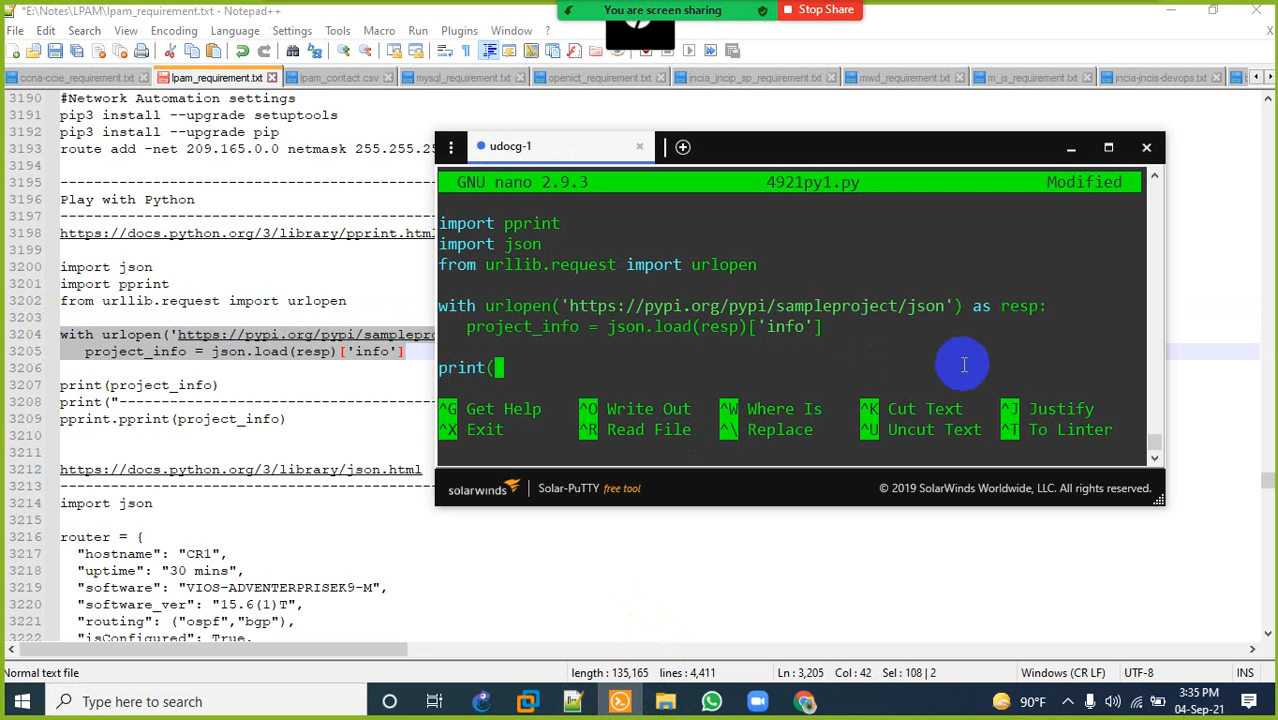 *E:\Notes\LPAM\lpam_requirement.txt - Notepad++
You are screen sharing
Stop Share
File Edit Search View Encoding Language Settings Tools Macro Run Plugins Window ?
ccna-ccie_requirement.txt lpam_requirement.txt lpam_contact.csv mysql_requirement.txt openict_requirement.txt jncia_jncip_sp_requirement.txt mwd_requirement.txt m_js_requirement.txt jncia-jncis-devops.txt
3190 #Network Automation settings
3191 pip3 install --upgrade setuptools
3192 pip3 install --upgrade pip
3193 route add -net 209.165.0.0 netmask 255.255.25
3194
3195 ----------------------------------------
3196 Play with Python
3197 ----------------------------------------
3198 https://docs.python.org/3/library/pprint.html
3199
3200 import json
3201 import pprint
3202 from urllib.request import urlopen
3203
3204 with urlopen('https://pypi.org/pypi/samplepro
3205 project_info = json.load(resp)['info']
3206
3207 print(project_info)
3208 print("----------------------------------
3209 pprint.pprint(project_info)
3210
3211
3212 https://docs.python.org/3/library/json.html
3213 ----------------------------------------
3214 import json
3215
3216 router = {
3217 "hostname": "CR1",
3218 "uptime": "30 mins",
3219 "software": "VIOS-ADVENTERPRISEK9-M",
3220 "software_ver": "15.6(1)T",
3221 "routing": ("ospf","bgp"),
3222 "isConfigured": True,
udocg-1
GNU nano 2.9.3 4921py1.py Modified
import pprint
import json
from urllib.request import urlopen
with urlopen('https://pypi.org/pypi/sampleproject/json') as resp:
project_info = json.load(resp)['info']
print(
^G Get Help ^O Write Out ^W Where Is ^K Cut Text ^J Justify
^X Exit ^R Read File ^\ Replace ^U Uncut Text ^T To Linter
solarwinds Solar-PuTTY free tool © 2019 SolarWinds Worldwide, LLC. All rights reserved.
Normal text file length : 135,165 lines : 4,411 Ln : 3,205 Col : 42 Sel : 108 | 2 Windows (CR LF) UTF-8 INS
Type here to search
90°F
3:35 PM
04-Sep-21